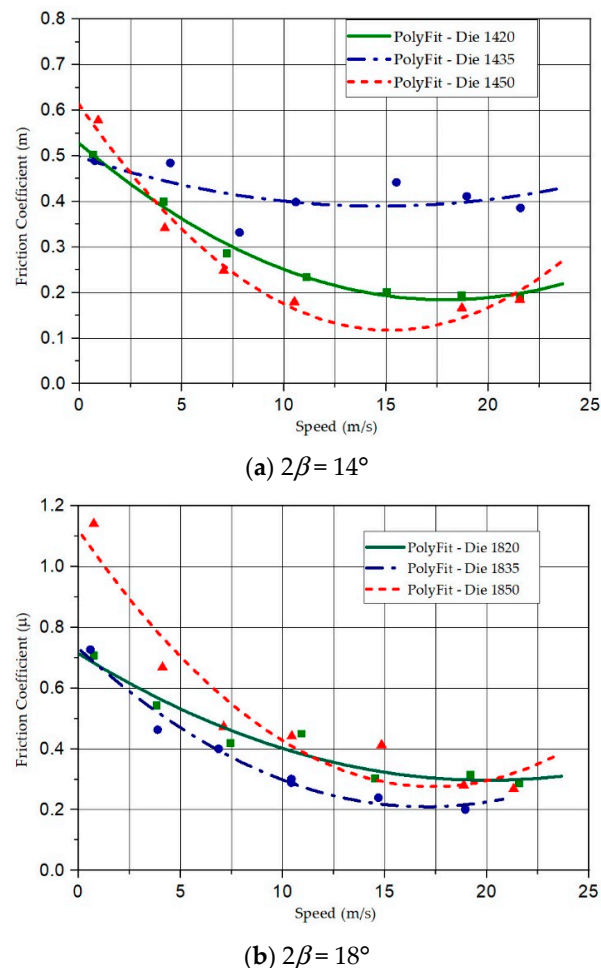 PolyFit - Die 1420
PolyFit - Die 1435
PolyFit - Die 1450
0.8
0.7
0.6
0.5
0.4
0.3
0.2
0.1
0.0
Friction Coefficient (m)
0 5 10 15 20 25
Speed (m/s)
(a) 2β = 14°
PolyFit - Die 1820
PolyFit - Die 1835
PolyFit - Die 1850
1.2
1.0
0.8
0.6
0.4
0.2
0.0
Friction Coefficient (μ)
0 5 10 15 20 25
Speed (m/s)
(b) 2β = 18°